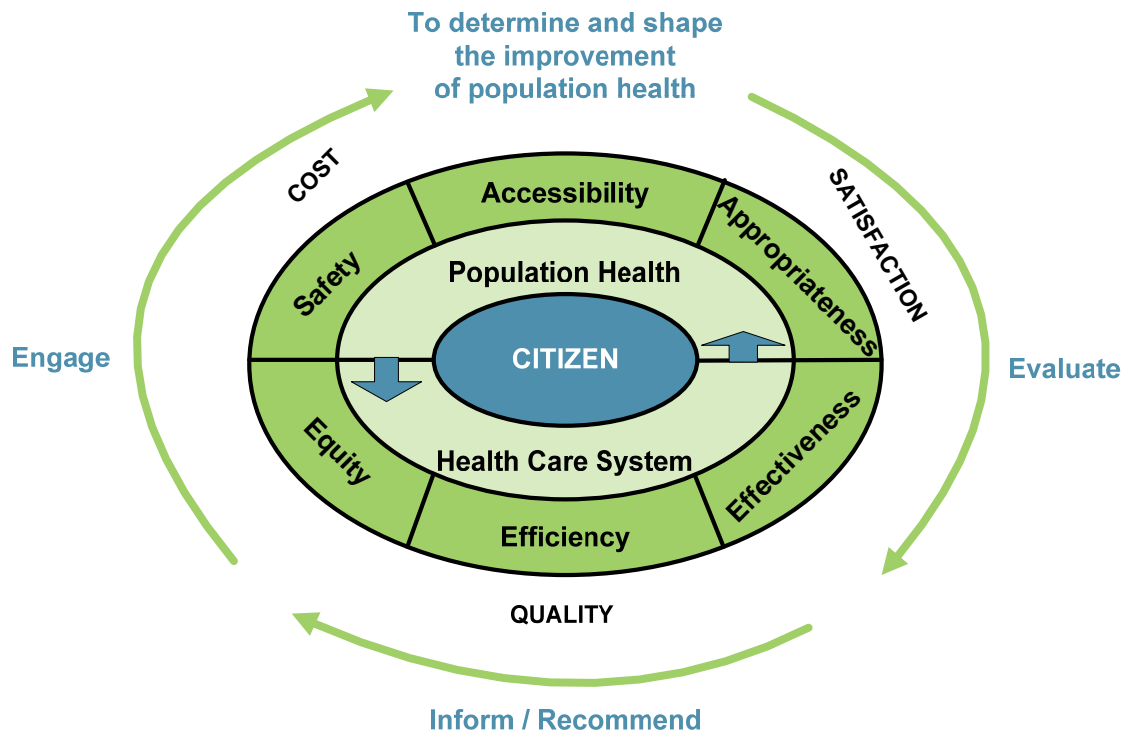 To determine and shape
the improvement
of population health
COST
SATISFACTION
Accessibility
Safety
Appropriateness
Population Health
Engage
CITIZEN
Evaluate
Equity
Health Care System
Effectiveness
Efficiency
QUALITY
Inform / Recommend